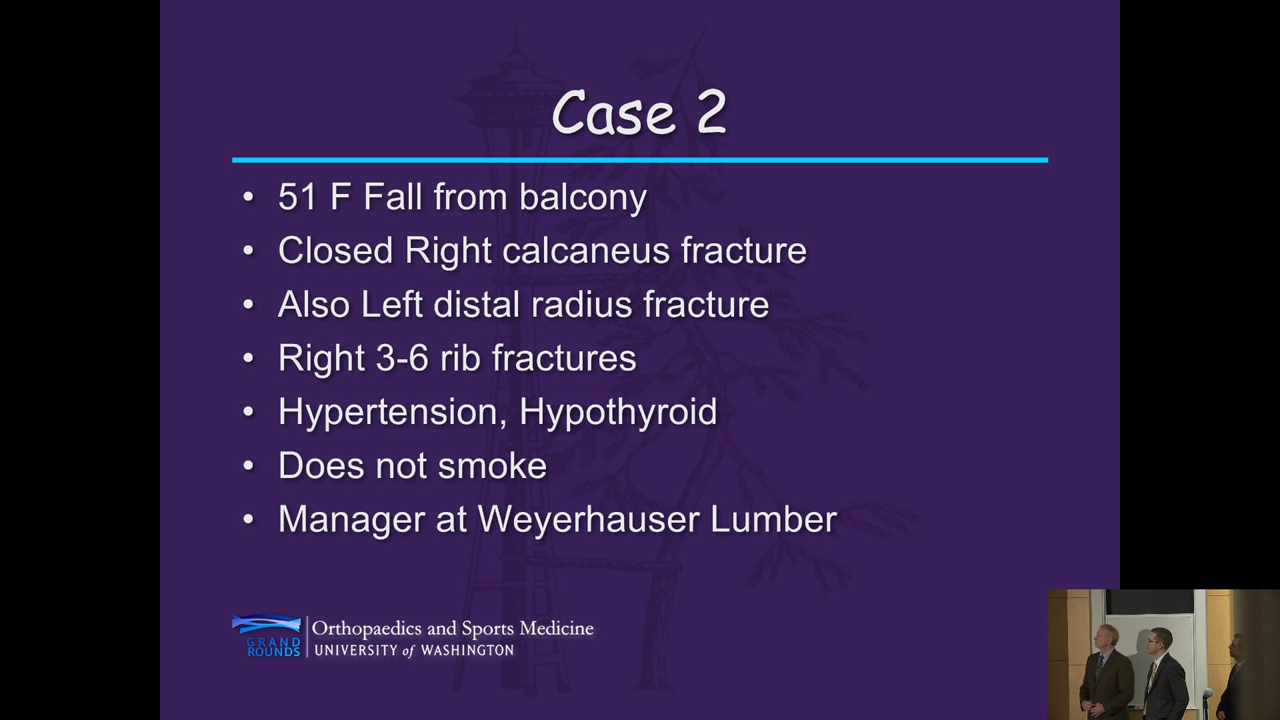 Case 2
• 51 F Fall from balcony
• Closed Right calcaneus fracture
• Also Left distal radius fracture
• Right 3-6 rib fractures
• Hypertension, Hypothyroid
• Does not smoke
• Manager at Weyerhauser Lumber
GRAND
ROUNDS
Orthopaedics and Sports Medicine
UNIVERSITY of WASHINGTON